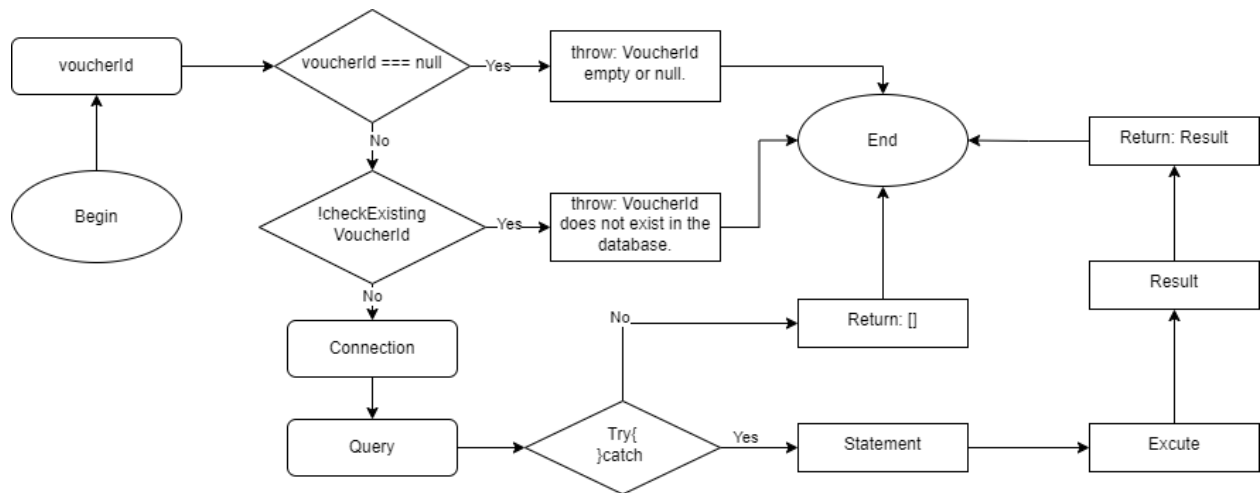 voucherId
voucherId === null
Yes
throw: VoucherId
empty or null.
No
End
Return: Result
Begin
!checkExisting
VoucherId
Yes
throw: VoucherId
does not exist in the
database.
No
Result
No
Return: []
Connection
Query
Try{
}catch
Yes
Statement
Excute